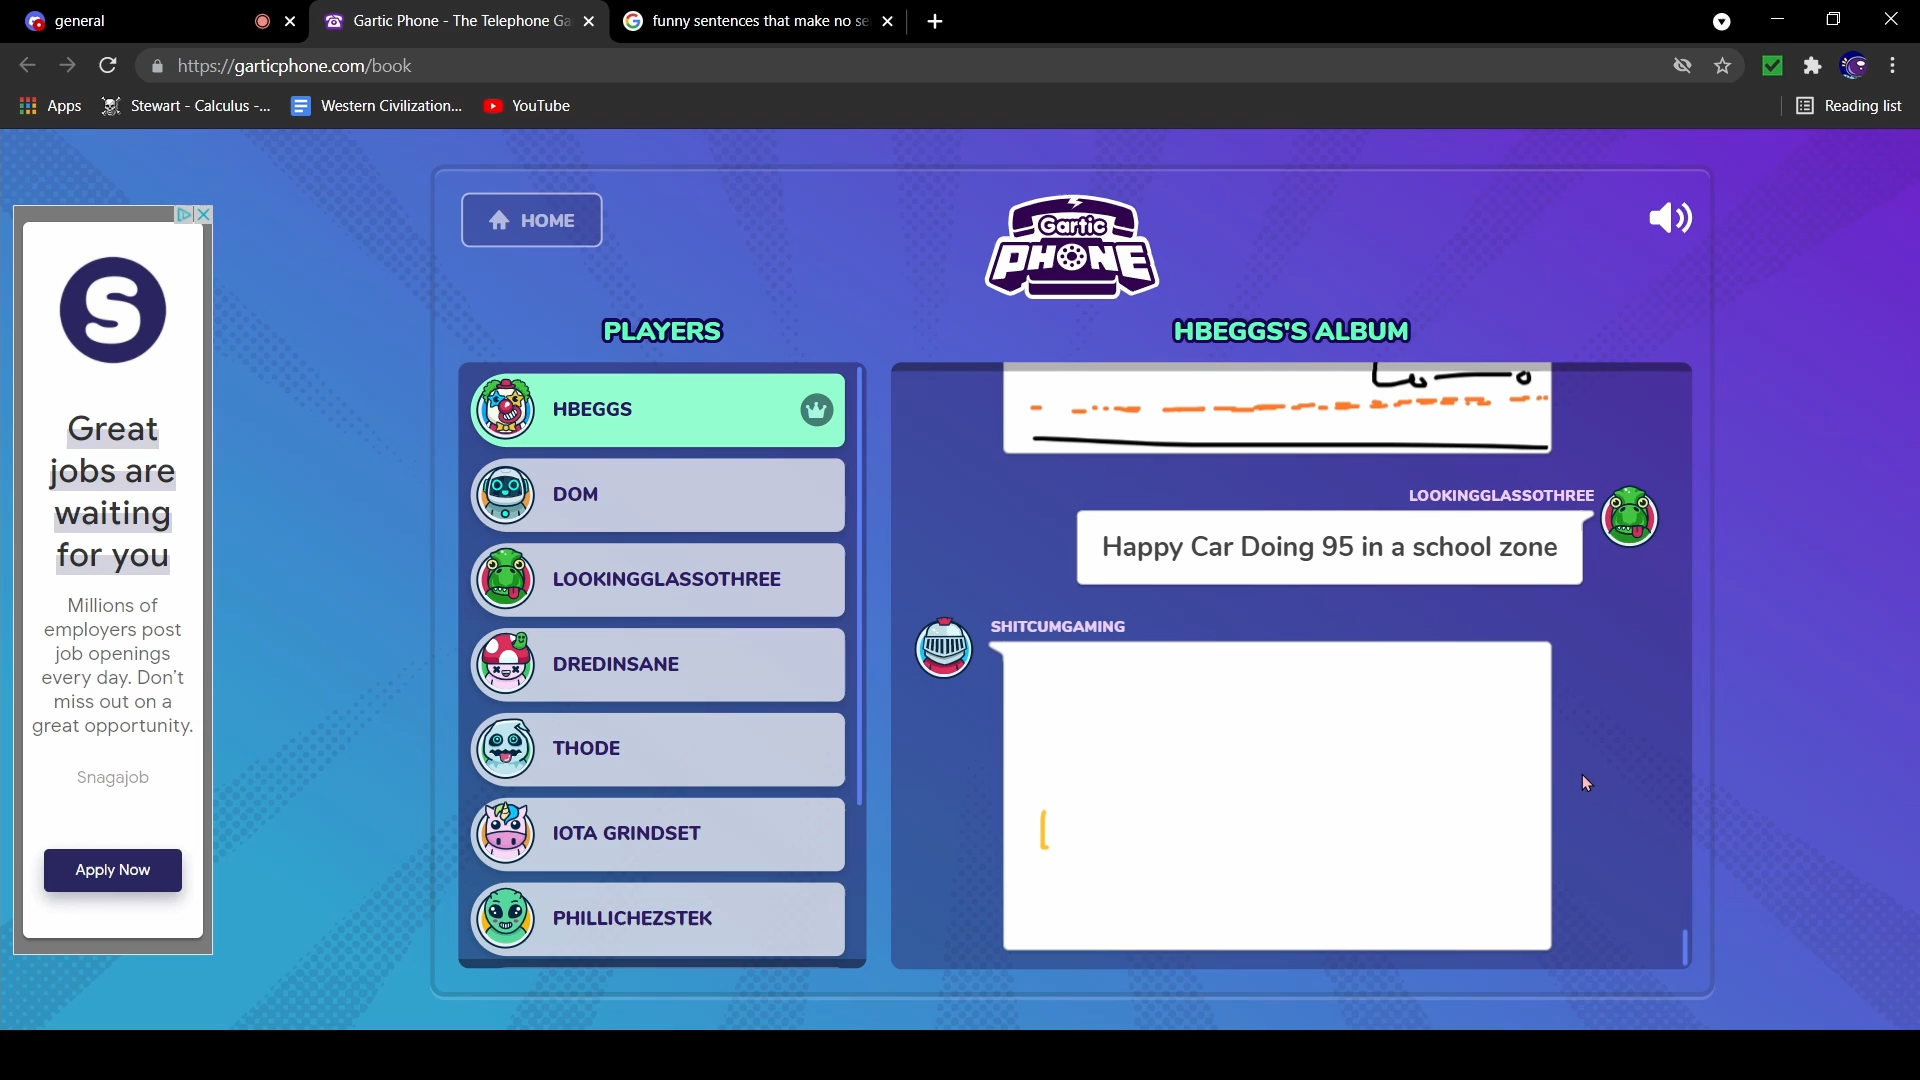 general
Gartic Phone - The Telephone Ga
funny sentences that make no se
https://garticphone.com/book
Apps
Stewart - Calculus -...
Western Civilization...
YouTube
Reading list
HOME
Gartic
PHONE
PLAYERS
HBEGGS'S ALBUM
S
Great
jobs are
waiting
for you
Millions of
employers post
job openings
every day. Don't
miss out on a
great opportunity.
Snagajob
Apply Now
HBEGGS
DOM
LOOKINGGLASSOTHREE
DREDINSANE
THODE
IOTA GRINDSET
PHILLICHEZSTEK
LOOKINGGLASSOTHREE
Happy Car Doing 95 in a school zone
SHITCUMGAMING